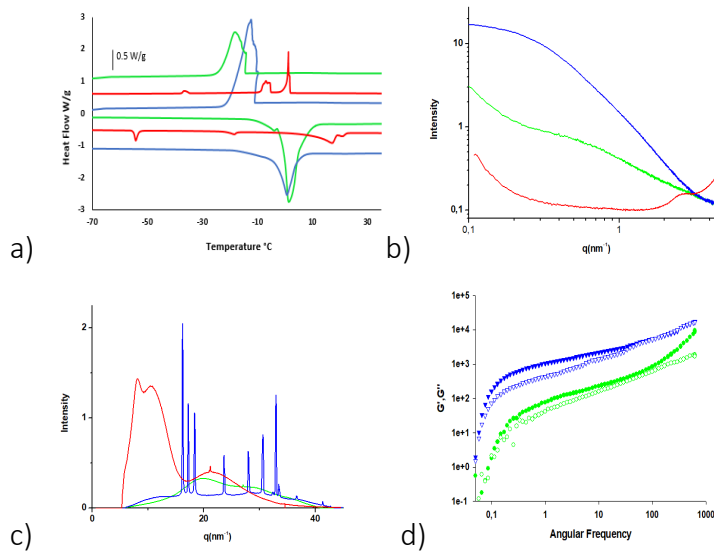 3
2
1
0
-1
-2
-3
0.5 W/g
Heat Flow W/g
-70
-50
-30
-10
10
30
Temperature °C
a)
10
1
0,1
Intensity
0.1
1
q(nm⁻¹)
b)
2
1
0
Intensity
0
20
40
q(nm⁻¹)
c)
1e+5
1e+4
1e+3
1e+2
1e+1
1e+0
1e-1
G',G''
0,1
1
10
100
1000
Angular Frequency
d)